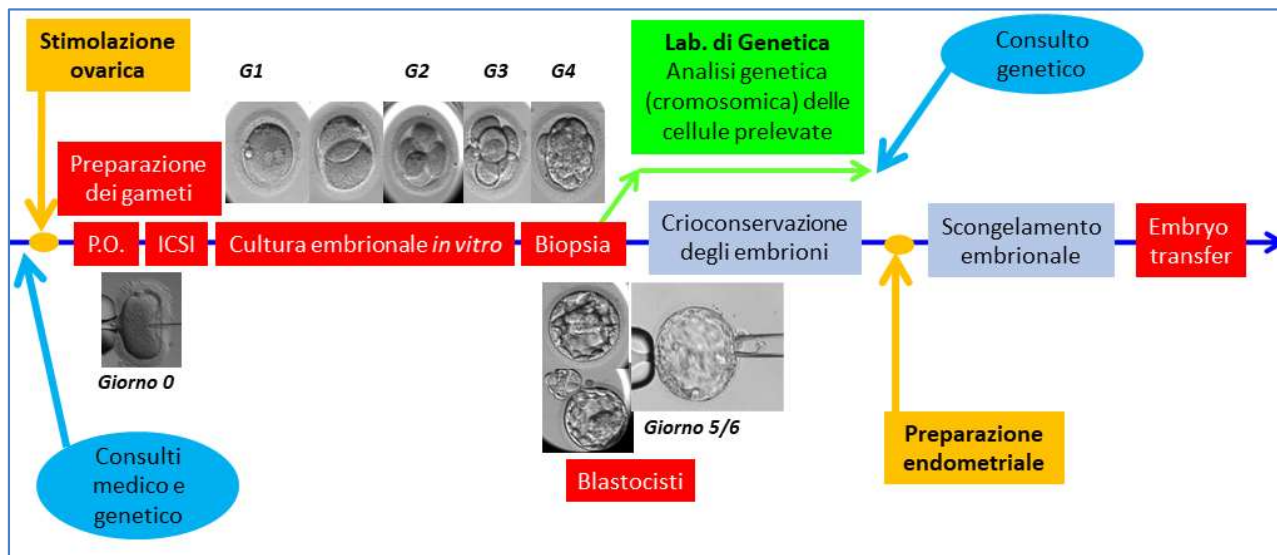 Stimolazione
ovarica
G1
G2
G3
G4
Lab. di Genetica
Analisi genetica
(cromosomica) delle
cellule prelevate
Consulto
genetico
Preparazione
dei gameti
P.O.
ICSI
Cultura embrionale in vitro
Biopsia
Crioconservazione
degli embrioni
Scongelamento
embrionale
Embryo
transfer
Giorno 0
Giorno 5/6
Consulti
medico e
genetico
Blastocisti
Preparazione
endometriale